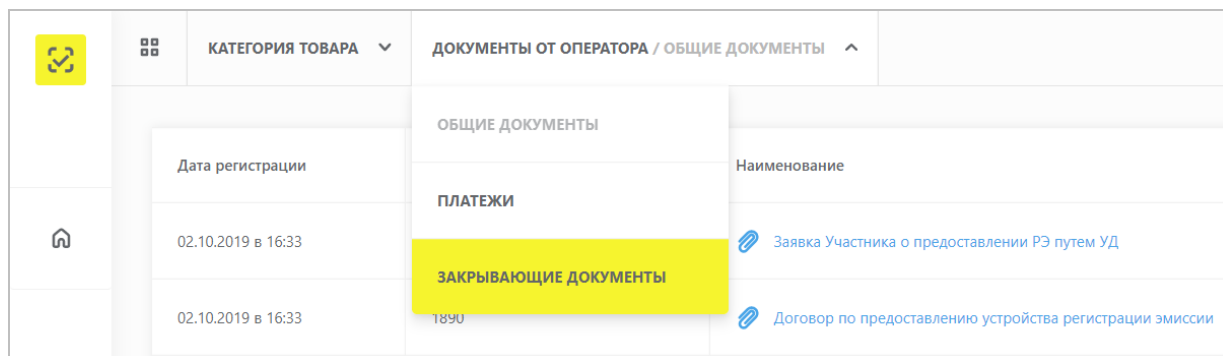 КАТЕГОРИЯ ТОВАРА
ДОКУМЕНТЫ ОТ ОПЕРАТОРА / ОБЩИЕ ДОКУМЕНТЫ
ОБЩИЕ ДОКУМЕНТЫ
ПЛАТЕЖИ
ЗАКРЫВАЮЩИЕ ДОКУМЕНТЫ
Дата регистрации
Наименование
02.10.2019 в 16:33
Заявка Участника о предоставлении РЭ путем УД
02.10.2019 в 16:33
1890
Договор по предоставлению устройства регистрации эмиссии